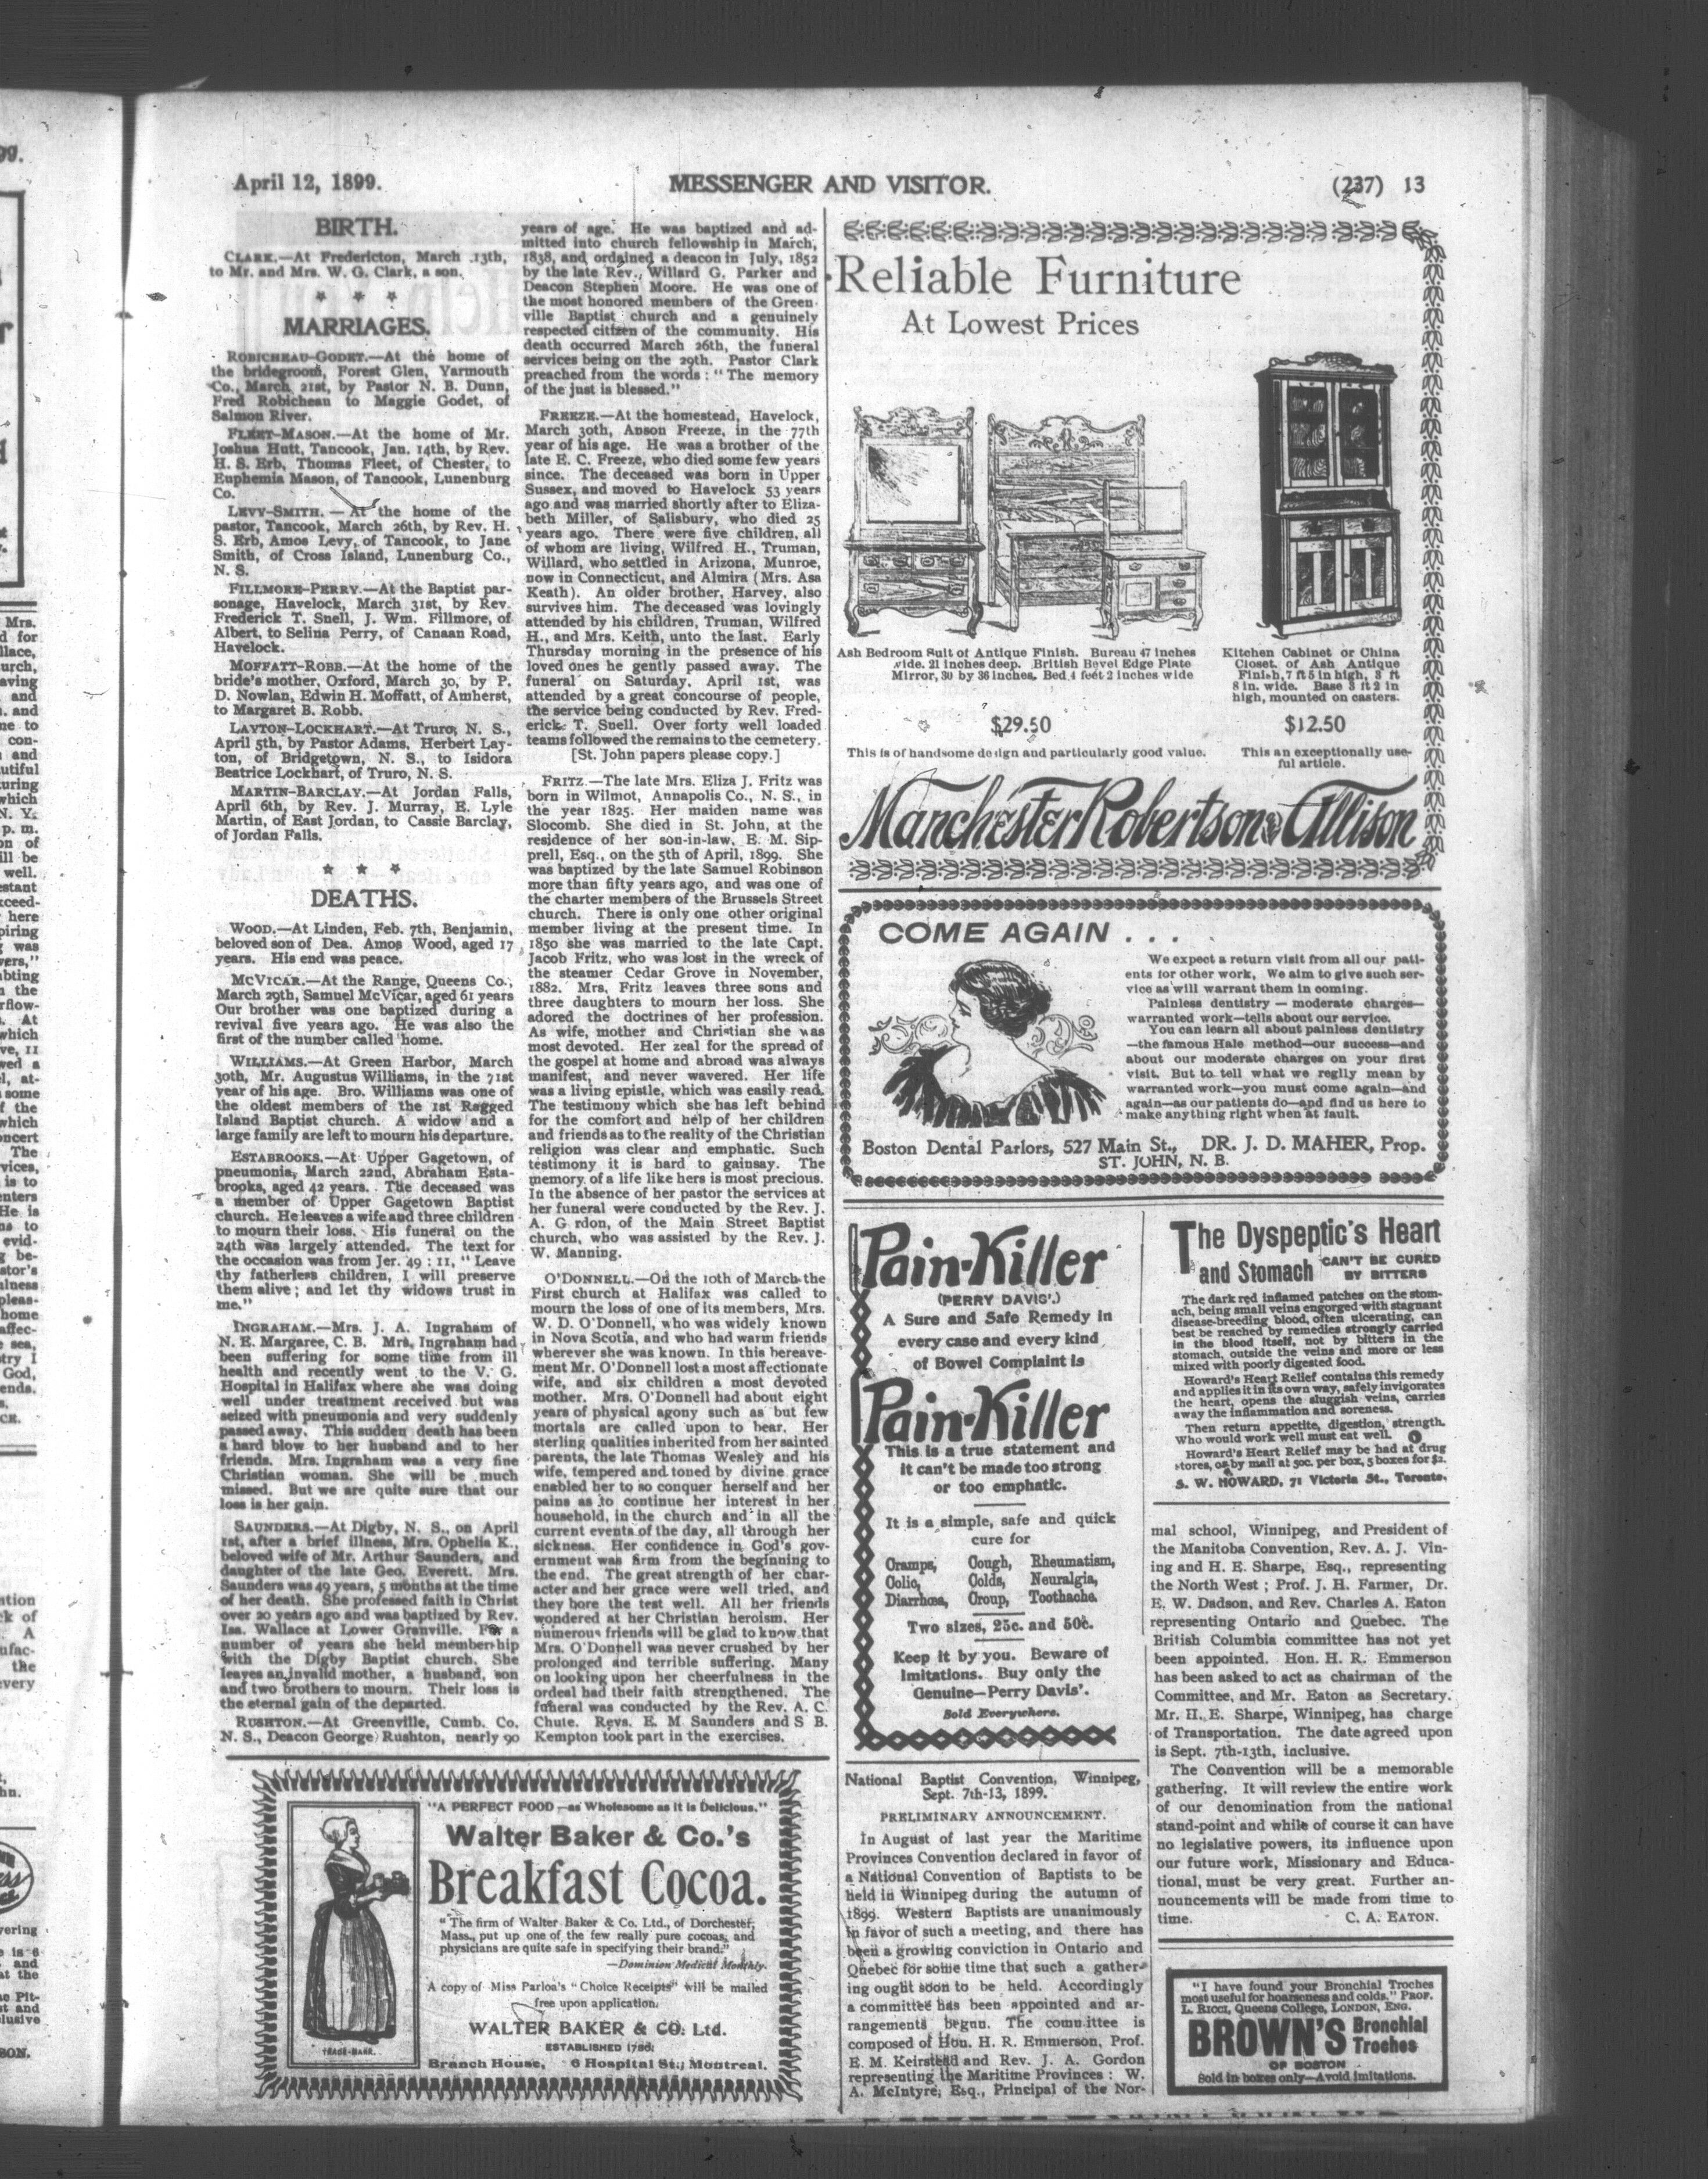 April 12, 1899.
MESSENGER AND VISITOR.
(237) 13
BIRTH.
CLARK.—At Fredericton, March 13th,
to Mr. and Mrs. W. G. Clark, a son.
* * *
MARRIAGES.
ROBICHEAU-GODET.—At the home of
the bridegroom, Forest Glen, Yarmouth
Co., March 21st, by Pastor N. B. Dunn,
Fred Robicheau to Maggie Godet, of
Salmon River.
FLEET-MASON.—At the home of Mr.
Joshua Hutt, Tancook, Jan. 14th, by Rev.
H. S. Erb, Thomas Fleet, of Chester, to
Euphemia Mason, of Tancook, Lunenburg
Co.
LEVY-SMITH.—At the home of the
pastor, Tancook, March 26th, by Rev. H.
S. Erb, Amos Levy, of Tancook, to Jane
Smith, of Cross Island, Lunenburg Co.,
N. S.
FILLMORE-PERRY.—At the Baptist par-
sonage, Havelock, March 31st, by Rev.
Frederick T. Snell, J. Wm. Fillmore, of
Albert, to Selina Perry, of Canaan Road,
Havelock.
MOFFATT-ROBB.—At the home of the
bride's mother, Oxford, March 30, by P.
D. Nowlan, Edwin H. Moffatt, of Amherst,
to Margaret B. Robb.
LAYTON-LOCKHART.—At Truro, N. S.,
April 5th, by Pastor Adams, Herbert Lay-
ton, of Bridgetown, N. S., to Isidora
Beatrice Lockhart, of Truro, N. S.
MARTIN-BARCLAY.—At Jordan Falls,
April 6th, by Rev. J. Murray, E. Lyle
Martin, of East Jordan, to Cassie Barclay,
of Jordan Falls.
* * *
DEATHS.
WOOD.—At Linden, Feb. 7th, Benjamin,
beloved son of Dea. Amos Wood, aged 17
years. His end was peace.
MCVICAR.—At the Range, Queens Co.,
March 29th, Samuel McVicar, aged 61 years
Our brother was one baptized during a
revival five years ago. He was also the
first of the number called home.
WILLIAMS.—At Green Harbor, March
30th, Mr. Augustus Williams, in the 71st
year of his age. Bro. Williams was one of
the oldest members of the 1st Ragged
Island Baptist church. A widow and a
large family are left to mourn his departure.
ESTABROOKS.—At Upper Gagetown, of
pneumonia, March 22nd, Abraham Esta-
brooks, aged 42 years. The deceased was
a member of Upper Gagetown Baptist
church. He leaves a wife and three children
to mourn their loss. His funeral on the
24th was largely attended. The text for
the occasion was from Jer. 49 : 11, "Leave
thy fatherless children, I will preserve
them alive ; and let thy widows trust in
me."
INGRAHAM.—Mrs. J. A. Ingraham of
N. E. Margaree, C. B. Mrs. Ingraham had
been suffering for some time from ill
health and recently went to the V. G.
Hospital in Halifax where she was doing
well under treatment received but was
seized with pneumonia and very suddenly
passed away. This sudden death has been
a hard blow to her husband and to her
friends. Mrs. Ingraham was a very fine
Christian woman. She will be much
missed. But we are quite sure that our
loss is her gain.
SAUNDERS.—At Digby, N. S., on April
1st, after a brief illness, Mrs. Ophelia K.,
beloved wife of Mr. Arthur Saunders, and
daughter of the late Geo. Everett. Mrs.
Saunders was 49 years, 5 months at the time
of her death. She professed faith in Christ
over 20 years ago and was baptized by Rev.
Isa. Wallace at Lower Granville. For a
number of years she held membership
with the Digby Baptist church. She
leaves an invalid mother, a husband, son
and two brothers to mourn. Their loss is
the eternal gain of the departed.
RUSHTON.—At Greenville, Cumb. Co.
N. S., Deacon George Rushton, nearly 90
years of age. He was baptized and ad-
mitted into church fellowship in March,
1838, and ordained a deacon in July, 1852
by the late Rev. Willard G. Parker and
Deacon Stephen Moore. He was one of
the most honored members of the Green-
ville Baptist church and a genuinely
respected citizen of the community. His
death occurred March 26th, the funeral
services being on the 29th. Pastor Clark
preached from the words : "The memory
of the just is blessed."
FREEZE.—At the homestead, Havelock,
March 30th, Anson Freeze, in the 77th
year of his age. He was a brother of the
late E. C. Freeze, who died some few years
since. The deceased was born in Upper
Sussex, and moved to Havelock 53 years
ago and was married shortly after to Eliza-
beth Miller, of Salisbury, who died 25
years ago. There were five children, all
of whom are living, Wilfred H., Truman,
Willard, who settled in Arizona, Munroe,
now in Connecticut, and Almira (Mrs. Asa
Keath). An older brother, Harvey, also
survives him. The deceased was lovingly
attended by his children, Truman, Wilfred
H., and Mrs. Keith, unto the last. Early
Thursday morning in the presence of his
loved ones he gently passed away. The
funeral on Saturday, April 1st, was
attended by a great concourse of people,
the service being conducted by Rev. Fred-
erick T. Snell. Over forty well loaded
teams followed the remains to the cemetery.
[St. John papers please copy.]
FRITZ.—The late Mrs. Eliza J. Fritz was
born in Wilmot, Annapolis Co., N. S., in
the year 1825. Her maiden name was
Slocomb. She died in St. John, at the
residence of her son-in-law, E. M. Sip-
prell, Esq., on the 5th of April, 1899. She
was baptized by the late Samuel Robinson
more than fifty years ago, and was one of
the charter members of the Brussels Street
church. There is only one other original
member living at the present time. In
1850 she was married to the late Capt.
Jacob Fritz, who was lost in the wreck of
the steamer Cedar Grove in November,
1882. Mrs. Fritz leaves three sons and
three daughters to mourn her loss. She
adored the doctrines of her profession.
As wife, mother and Christian she was
most devoted. Her zeal for the spread of
the gospel at home and abroad was always
manifest, and never wavered. Her life
was a living epistle, which was easily read.
The testimony which she has left behind
for the comfort and help of her children
and friends as to the reality of the Christian
religion was clear and emphatic. Such
testimony it is hard to gainsay. The
memory of a life like hers is most precious.
In the absence of her pastor the services at
her funeral were conducted by the Rev. J.
A. G rdon, of the Main Street Baptist
church, who was assisted by the Rev. J.
W. Manning.
O'DONNELL.—On the 10th of March the
First church at Halifax was called to
mourn the loss of one of its members, Mrs.
W. D. O'Donnell, who was widely known
in Nova Scotia, and who had warm friends
wherever she was known. In this bereave-
ment Mr. O'Donnell lost a most affectionate
wife, and six children a most devoted
mother. Mrs. O'Donnell had about eight
years of physical agony such as but few
mortals are called upon to bear. Her
sterling qualities inherited from her sainted
parents, the late Thomas Wesley and his
wife, tempered and toned by divine grace
enabled her to so conquer herself and her
pains as to continue her interest in her
household, in the church and in all the
current events of the day, all through her
sickness. Her confidence in God's gov-
ernment was firm from the beginning to
the end. The great strength of her char-
acter and her grace were well tried, and
they bore the test well. All her friends
wondered at her Christian heroism. Her
numerous friends will be glad to know that
Mrs. O'Donnell was never crushed by her
prolonged and terrible suffering. Many
on looking upon her cheerfulness in the
ordeal had their faith strengthened. The
funeral was conducted by the Rev. A. C.
Chute. Revs. E. M Saunders and S B.
Kempton took part in the exercises.
"A PERFECT FOOD—as Wholesome as it is Delicious."
Walter Baker & Co.'s
Breakfast Cocoa.
"The firm of Walter Baker & Co. Ltd., of Dorchester,
Mass., put up one of the few really pure cocoas, and
physicians are quite safe in specifying their brand."
—Dominion Medical Monthly.
A copy of Miss Parloa's "Choice Receipts" will be mailed
free upon application.
WALTER BAKER & CO. Ltd.
ESTABLISHED 1780.
Branch House, 6 Hospital St., Montreal.
TRADE-MARK.
Reliable Furniture
At Lowest Prices
Ash Bedroom Suit of Antique Finish. Bureau 47 inches
wide. 21 inches deep. British Bevel Edge Plate
Mirror, 30 by 36 inches. Bed 4 feet 2 inches wide
$29.50
This is of handsome design and particularly good value.
Kitchen Cabinet or China
Closet, of Ash Antique
Finish, 7 ft 5 in high, 3 ft
8 in. wide. Base 3 ft 2 in
high, mounted on casters.
$12.50
This an exceptionally use-
ful article.
Manchester Robertson & Allison
COME AGAIN . . .
We expect a return visit from all our pati-
ents for other work, We aim to give such ser-
vice as will warrant them in coming.
Painless dentistry — moderate charges—
warranted work—tells about our service.
You can learn all about painless dentistry
—the famous Hale method—our success—and
about our moderate charges on your first
visit. But to tell what we reglly mean by
warranted work—you must come again—and
again—as our patients do—and find us here to
make anything right when at fault.
Boston Dental Parlors, 527 Main St., DR. J. D. MAHER, Prop.
ST. JOHN, N. B.
Pain-Killer
(PERRY DAVIS'.)
A Sure and Safe Remedy in
every case and every kind
of Bowel Complaint is
Pain-Killer
This is a true statement and
it can't be made too strong
or too emphatic.
It is a simple, safe and quick
cure for
Cramps, Cough, Rheumatism,
Colic, Colds, Neuralgia,
Diarrhœa, Croup, Toothache.
Two sizes, 25c. and 50c.
Keep it by you. Beware of
Imitations. Buy only the
Genuine—Perry Davis'.
Sold Everywhere.
The Dyspeptic's Heart
and Stomach CAN'T BE CURED
BY BITTERS
The dark red inflamed patches on the stom-
ach, being small veins engorged with stagnant
disease-breeding blood, often ulcerating, can
best be reached by remedies strongly carried
in the blood itself, not by bitters in the
stomach, outside the veins and more or less
mixed with poorly digested food.
Howard's Heart Relief contains this remedy
and applies it in its own way, safely invigorates
the heart, opens the sluggish veins, carries
away the inflammation and soreness.
Then return appetite, digestion, strength.
Who would work well must eat well.
Howard's Heart Relief may be had at drug
stores, or by mail at 50c. per box, 5 boxes for $2.
S. W. HOWARD, 71 Victoria St., Toronto.
National Baptist Convention, Winnipeg,
Sept. 7th-13, 1899.
PRELIMINARY ANNOUNCEMENT.
In August of last year the Maritime
Provinces Convention declared in favor of
a National Convention of Baptists to be
held in Winnipeg during the autumn of
1899. Western Baptists are unanimously
in favor of such a meeting, and there has
been a growing conviction in Ontario and
Quebec for some time that such a gather-
ing ought soon to be held. Accordingly
a committee has been appointed and ar-
rangements begun. The committee is
composed of Hon. H. R. Emmerson, Prof.
E. M. Keirstead and Rev. J. A. Gordon
representing the Maritime Provinces : W.
A. McIntyre, Esq., Principal of the Nor-
mal school, Winnipeg, and President of
the Manitoba Convention, Rev. A. J. Vin-
ing and H. E. Sharpe, Esq., representing
the North West ; Prof. J. H. Farmer, Dr.
E. W. Dadson, and Rev. Charles A. Eaton
representing Ontario and Quebec. The
British Columbia committee has not yet
been appointed. Hon. H. R. Emmerson
has been asked to act as chairman of the
Committee, and Mr. Eaton as Secretary.
Mr. H. E. Sharpe, Winnipeg, has charge
of Transportation. The date agreed upon
is Sept. 7th-13th, inclusive.
The Convention will be a memorable
gathering. It will review the entire work
of our denomination from the national
stand-point and while of course it can have
no legislative powers, its influence upon
our future work, Missionary and Educa-
tional, must be very great. Further an-
nouncements will be made from time to
time. C. A. EATON.
"I have found your Bronchial Troches
most useful for hoarseness and colds." PROF.
L. RICCI, Queens College, LONDON, ENG.
BROWN'S Bronchial
Troches
OF BOSTON
Sold in boxes only—Avoid imitations.